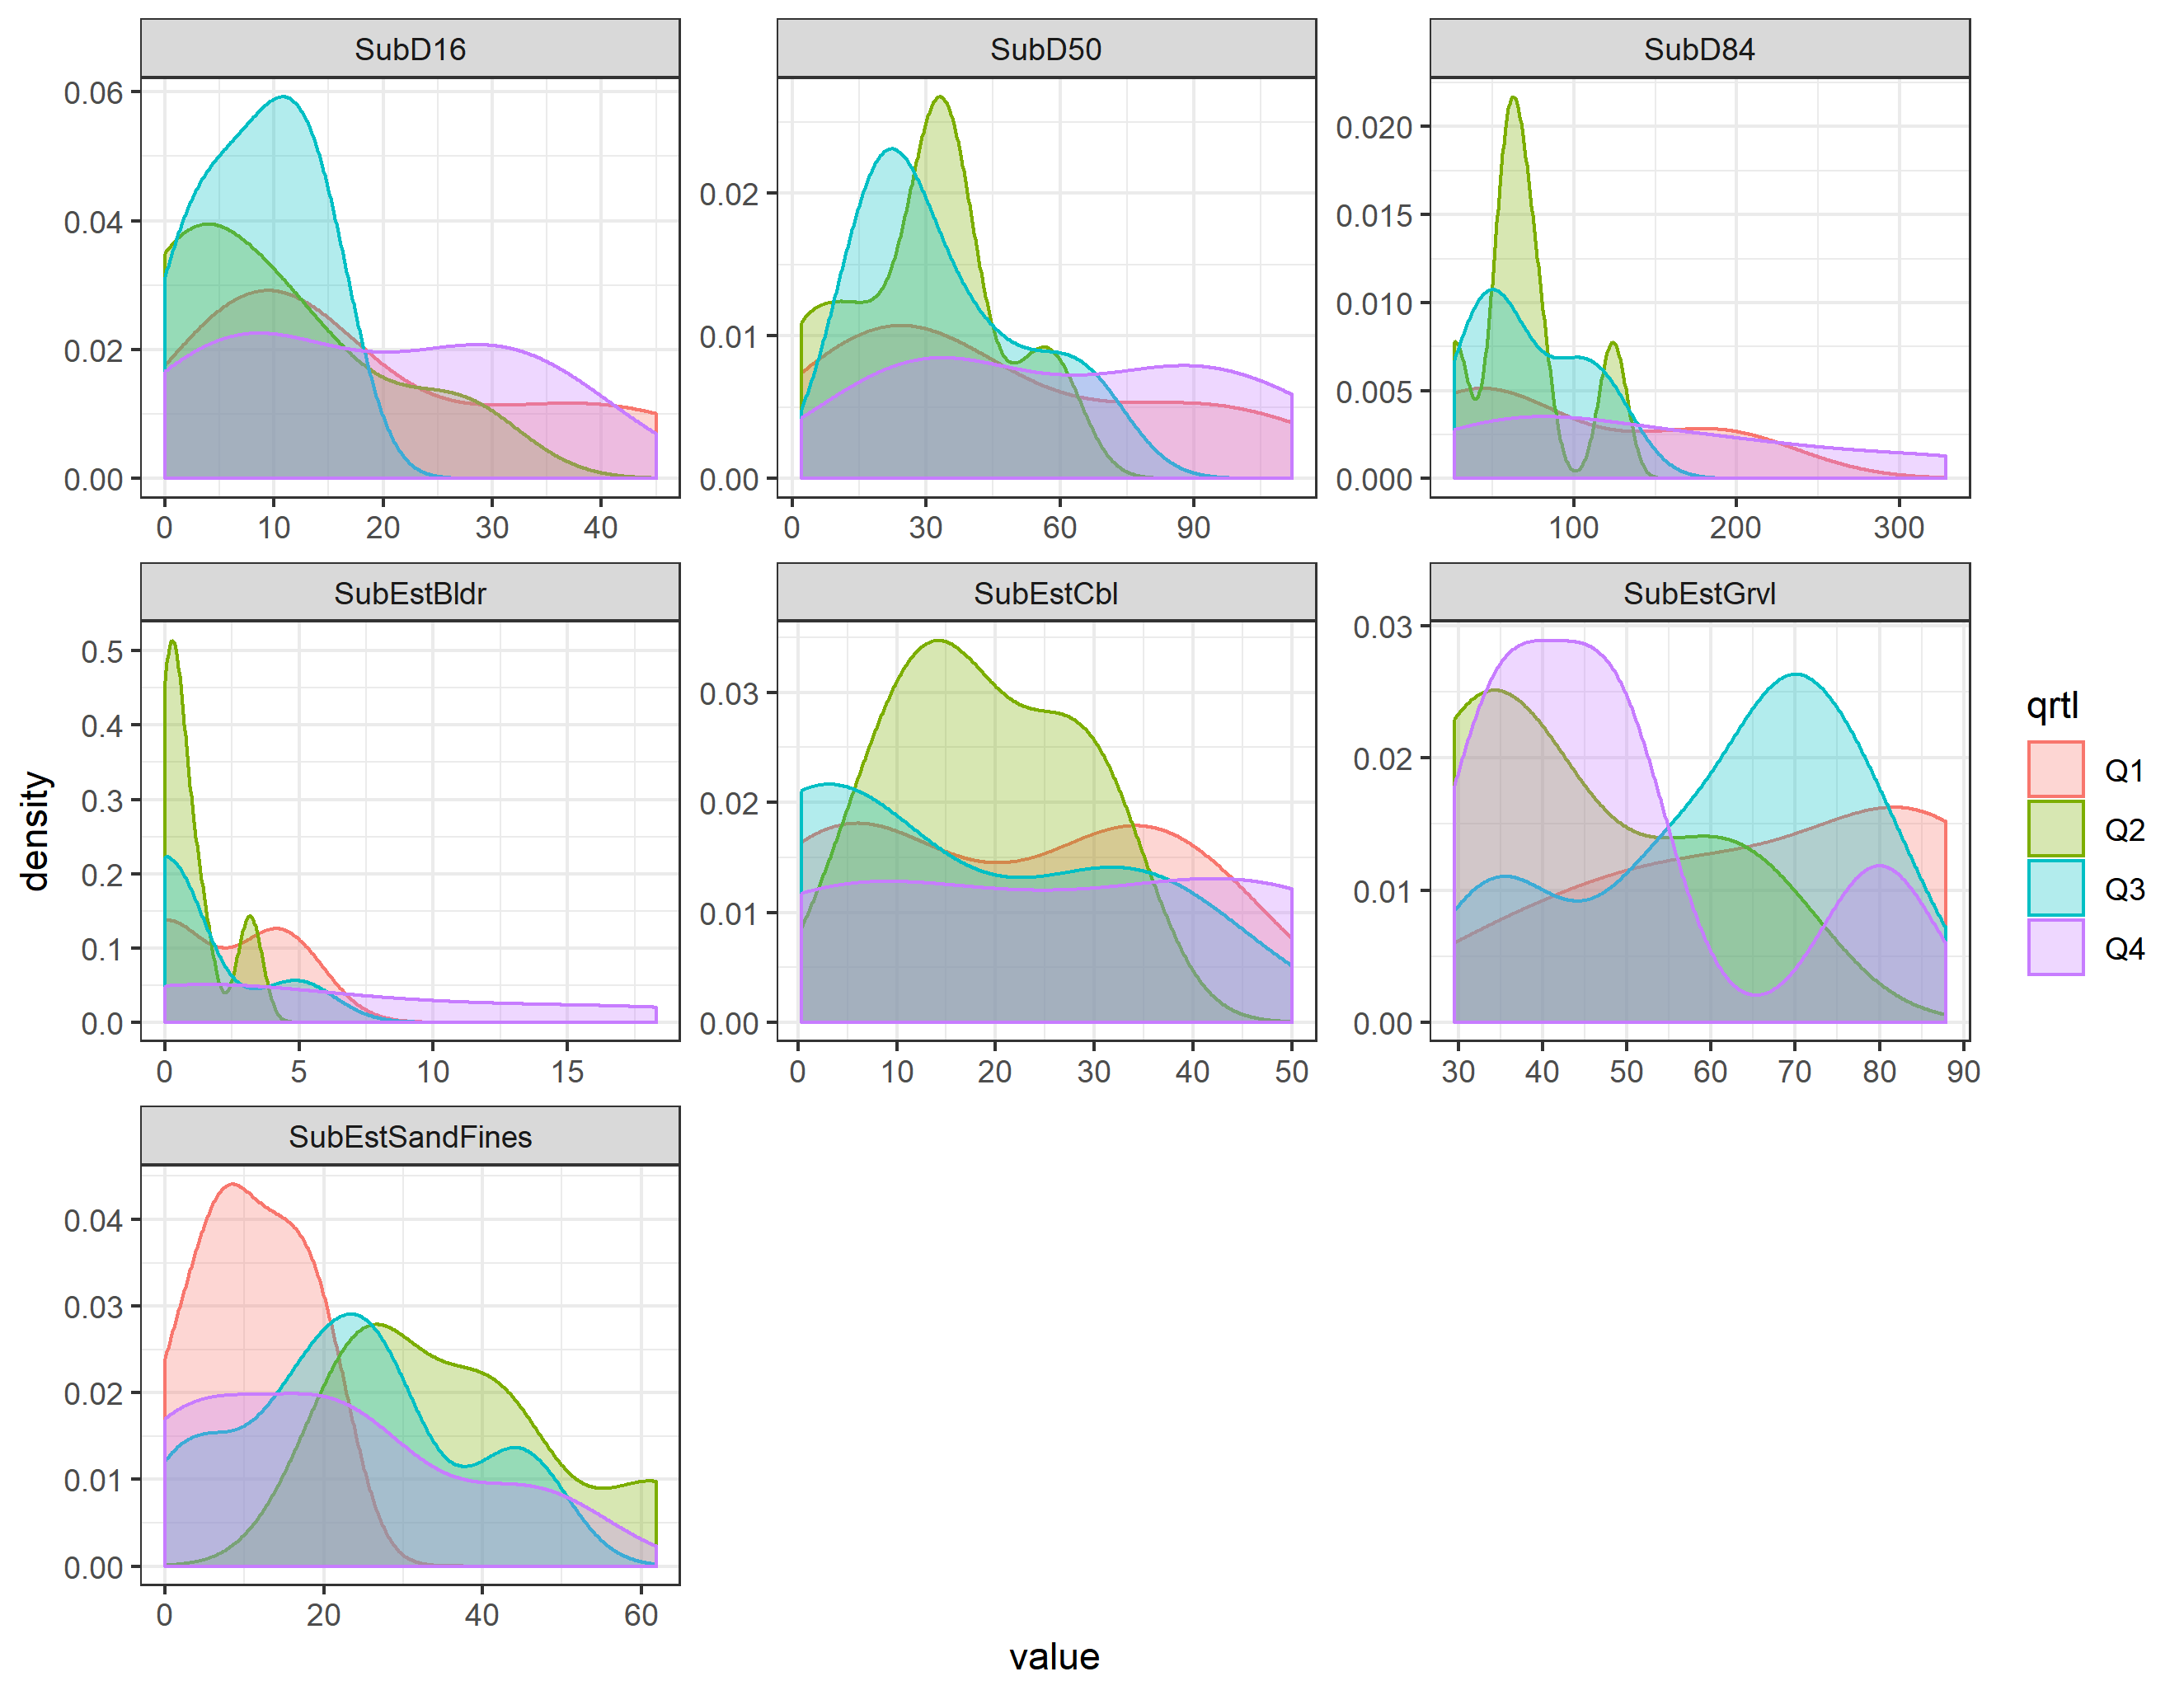 SubD16 SubD50 SubD84
0.06
0.04
0.02
0.00
0 10 20 30 40
0.02
0.01
0.00
0 30 60 90
0.020
0.015
0.010
0.005
0.000
100 200 300
SubEstBldr SubEstCbl SubEstGrvl
0.5
0.4
0.3
0.2
0.1
0.0
0 5 10 15
0.03
0.02
0.01
0.00
0 10 20 30 40 50
0.03
0.02
0.01
0.00
30 40 50 60 70 80 90
SubEstSandFines
0.04
0.03
0.02
0.01
0.00
0 20 40 60
density
value
qrtl
Q1
Q2
Q3
Q4